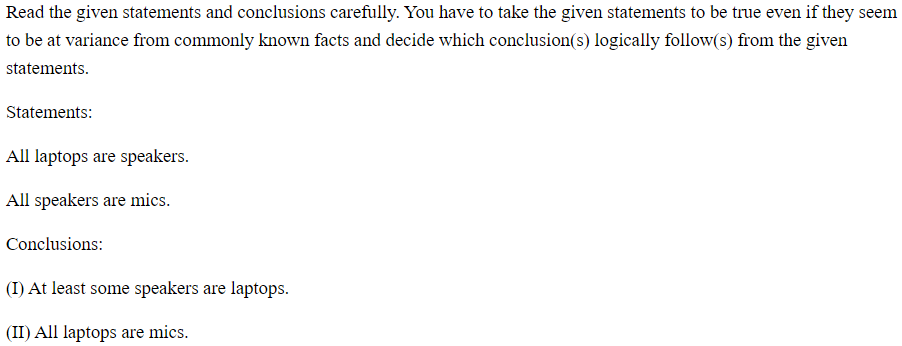 Read the given statements and conclusions carefully. You have to take the given statements to be true even if they seem
to be at variance from commonly known facts and decide which conclusion(s) logically follow(s) from the given
statements.
Statements:
All laptops are speakers.
All speakers are mics.
Conclusions:
(I) At least some speakers are laptops.
(II) All laptops are mics.